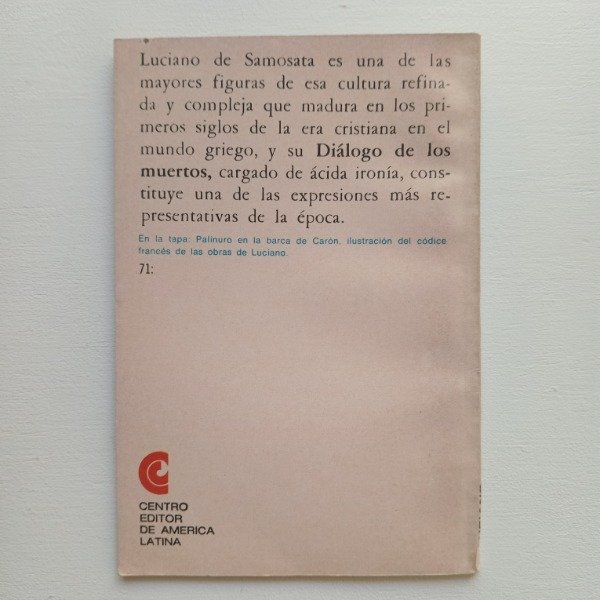 Luciano de Samosata es una de las
mayores figuras de esa cultura refina-
da y compleja que madura en los pri-
meros siglos de la era cristiana en el
mundo griego, y su Diálogo de los
muertos, cargado de ácida ironía, cons-
tituye una de las expresiones más re-
presentativas de la época.
En la tapa: Palinuro en la barca de Carón, ilustración del códice
francés de las obras de Luciano.
71:
CENTRO
EDITOR
DE AMERICA
LATINA